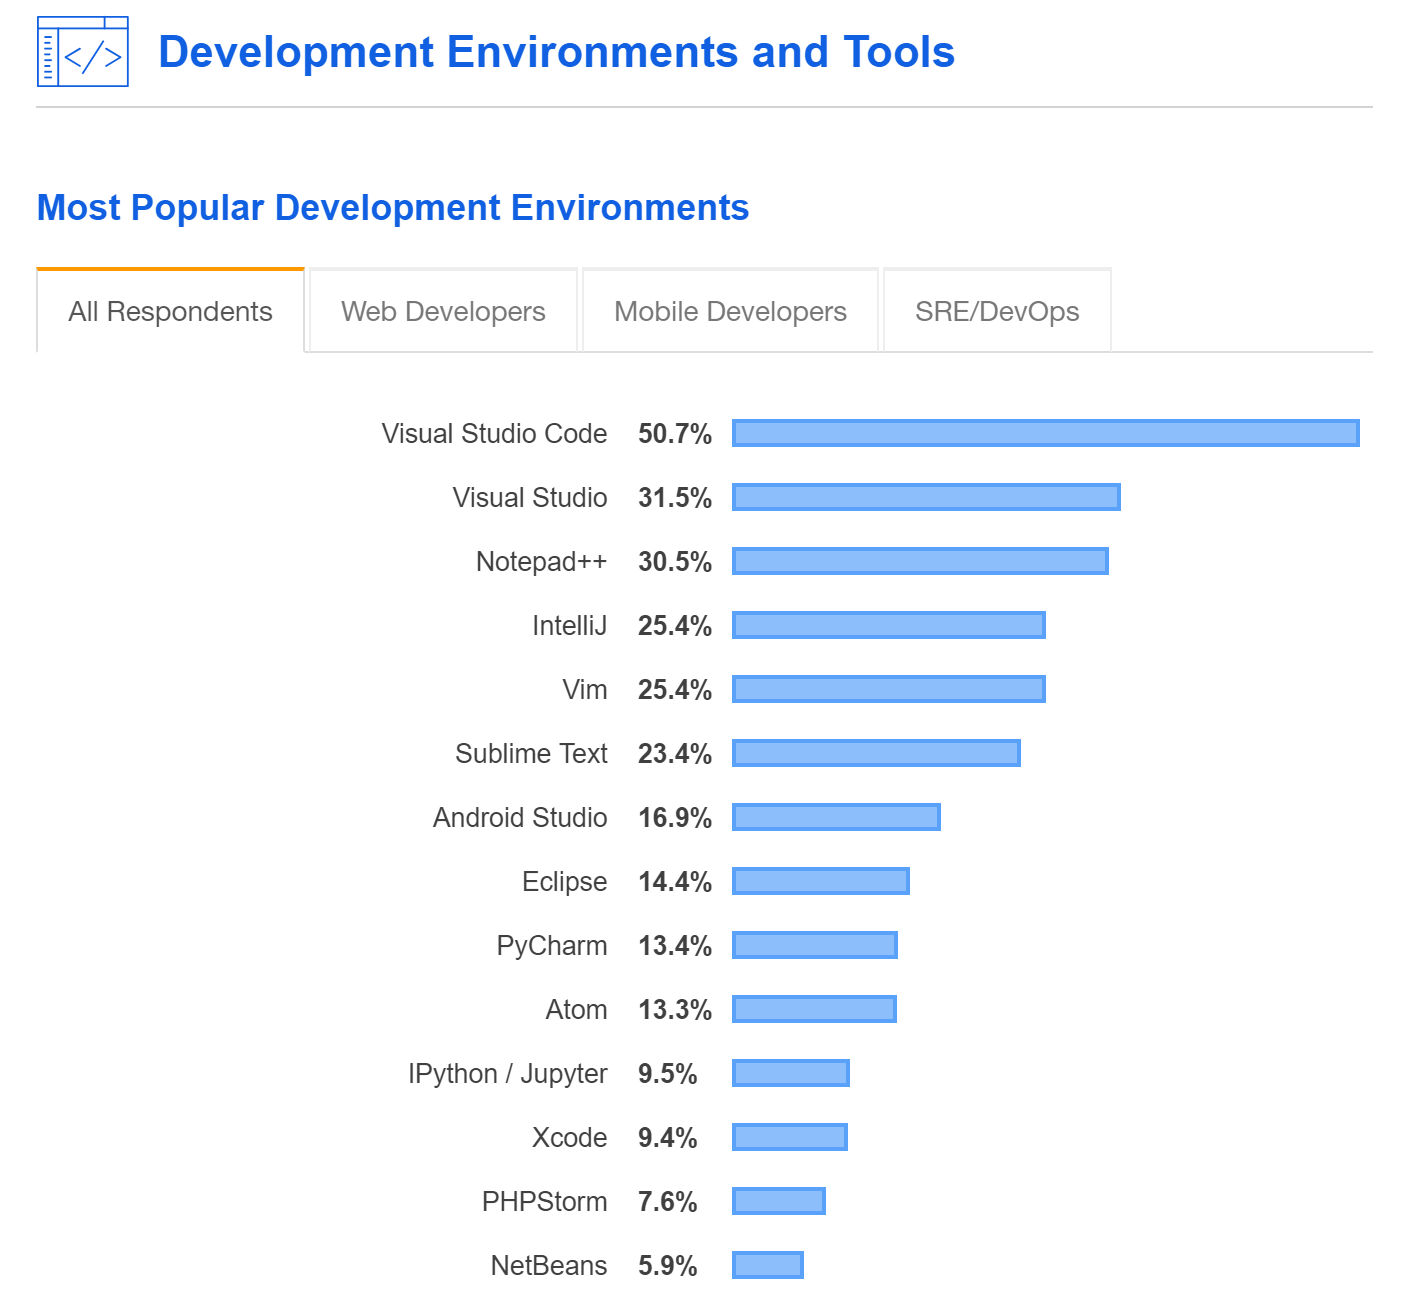 </>
Development Environments and Tools
Most Popular Development Environments
All Respondents Web Developers Mobile Developers SRE/DevOps
Visual Studio Code 50.7%
Visual Studio 31.5%
Notepad++ 30.5%
IntelliJ 25.4%
Vim 25.4%
Sublime Text 23.4%
Android Studio 16.9%
Eclipse 14.4%
PyCharm 13.4%
Atom 13.3%
IPython / Jupyter 9.5%
Xcode 9.4%
PHPStorm 7.6%
NetBeans 5.9%